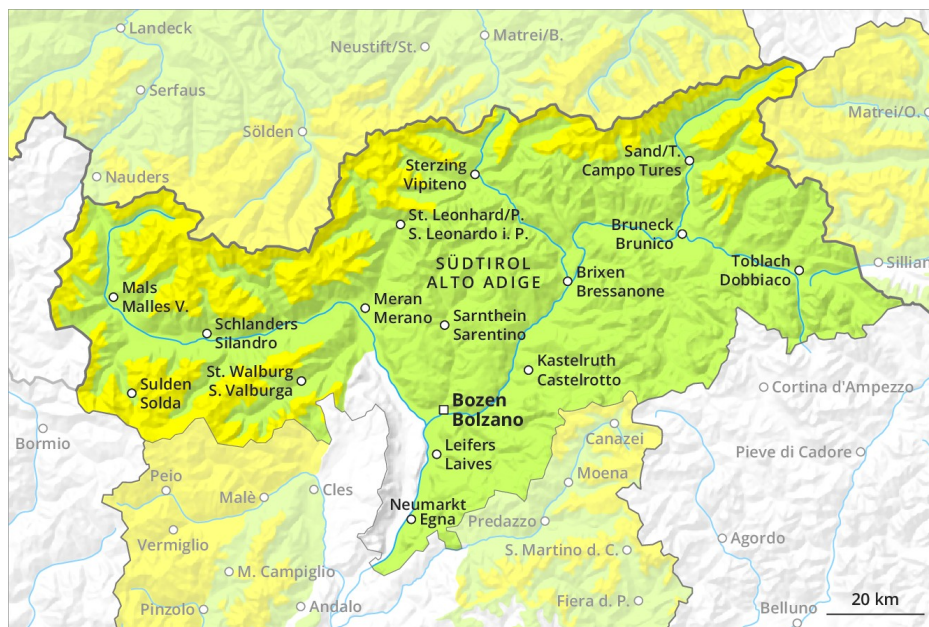 Landeck
Neustift/St.
Matrei/B.
Serfaus
Matrei/O.
Sölden
Sand/T.
Campo Tures
Sterzing
Vipiteno
Nauders
St. Leonhard/P.
S. Leonardo i. P.
Bruneck
Brunico
SÜDTIROL
ALTO ADIGE
Toblach
Dobbiaco
Sillian
Brixen
Bressanone
Mals
Malles V.
Meran
Merano
Sarnthein
Sarentino
Schlanders
Silandro
St. Walburg
S. Valburga
Kastelruth
Castelrotto
Sulden
Solda
Cortina d'Ampezzo
Bozen
Bolzano
Bormio
Canazei
Leifers
Laives
Pieve di Cadore
Moena
Peio
Malè
Cles
Neumarkt
Egna
Predazzo
Agordo
Vermiglio
S. Martino d. C.
M. Campiglio
Pinzolo
Andalo
Fiera d. P.
Belluno
20 km